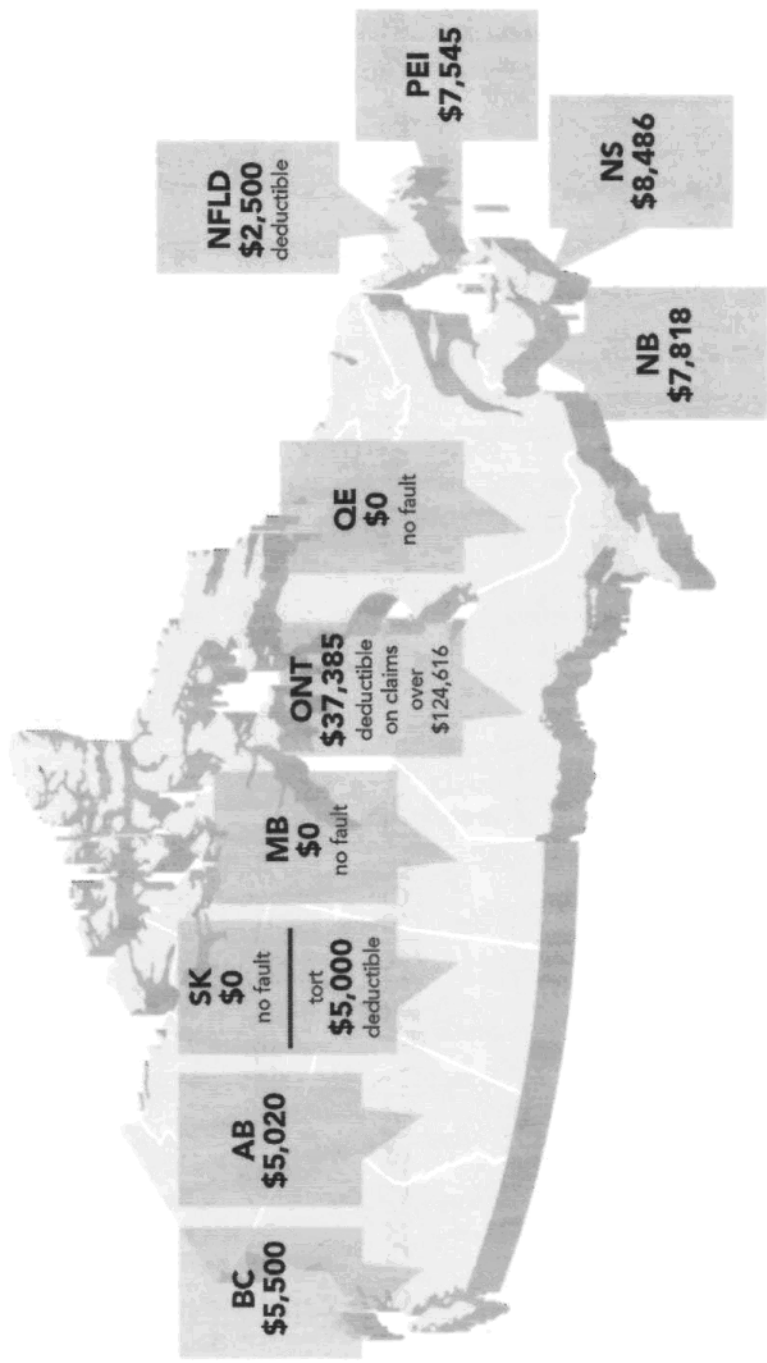 BC
$5,500
AB
$5,020
SK
$0
no fault
tort
$5,000
deductible
MB
$0
no fault
ONT
$37,385
deductible
on claims
over
$124,616
QE
$0
no fault
NFLD
$2,500
deductible
PEI
$7,545
NB
$7,818
NS
$8,486